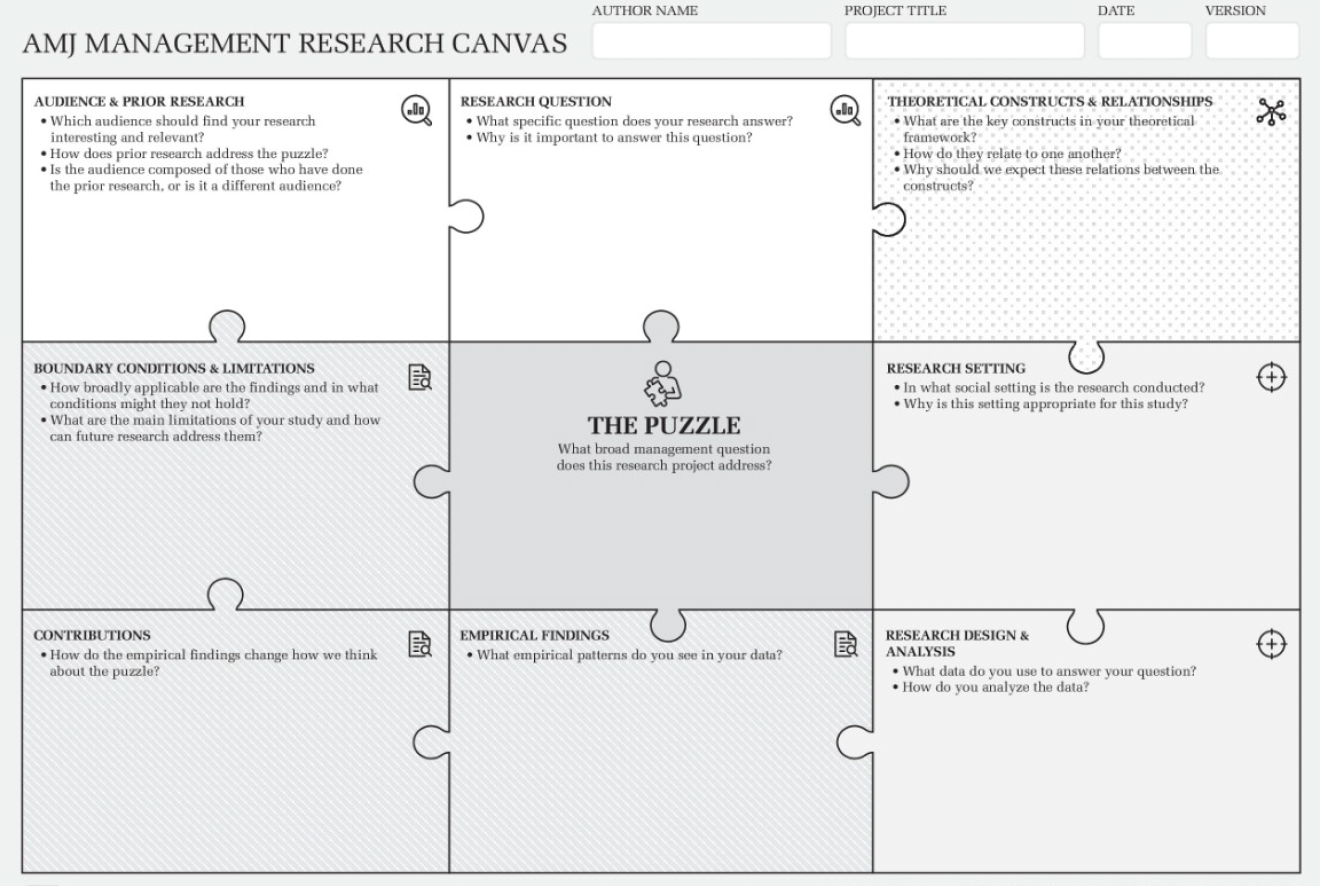 AUTHOR NAME
PROJECT TITLE
DATE
VERSION
AMJ MANAGEMENT RESEARCH CANVAS
AUDIENCE & PRIOR RESEARCH
• Which audience should find your research
interesting and relevant?
• How does prior research address the puzzle?
• Is the audience composed of those who have done
the prior research, or is it a different audience?
RESEARCH QUESTION
• What specific question does your research answer?
• Why is it important to answer this question?
THEORETICAL CONSTRUCTS & RELATIONSHIPS
• What are the key constructs in your theoretical
framework?
• How do they relate to one another?
• Why should we expect these relations between the
constructs?
BOUNDARY CONDITIONS & LIMITATIONS
• How broadly applicable are the findings and in what
conditions might they not hold?
• What are the main limitations of your study and how
can future research address them?
THE PUZZLE
What broad management question
does this research project address?
RESEARCH SETTING
• In what social setting is the research conducted?
• Why is this setting appropriate for this study?
CONTRIBUTIONS
• How do the empirical findings change how we think
about the puzzle?
EMPIRICAL FINDINGS
• What empirical patterns do you see in your data?
RESEARCH DESIGN &
ANALYSIS
• What data do you use to answer your question?
• How do you analyze the data?